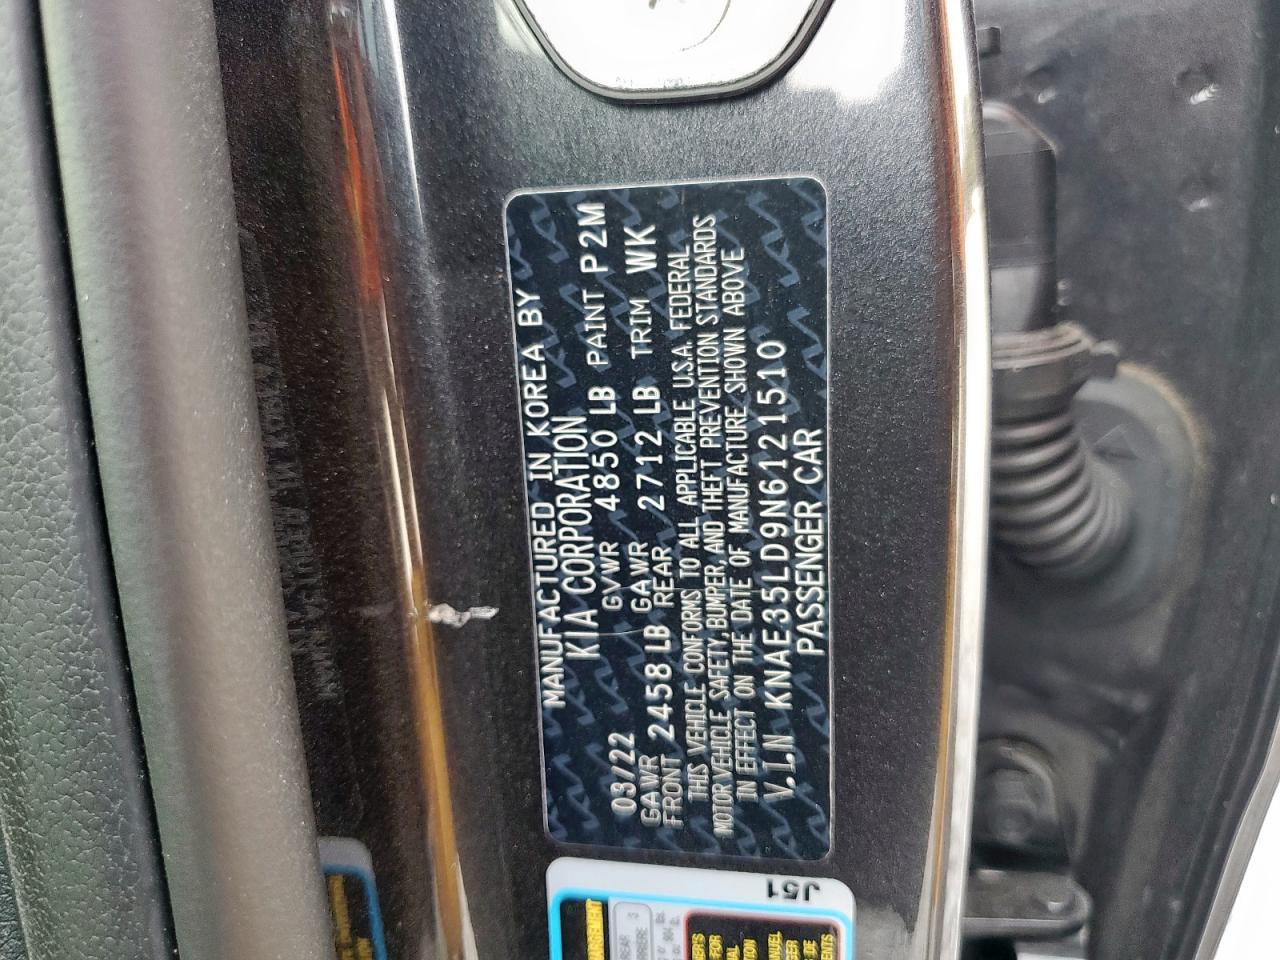 MANUFACTURED IN KOREA BY
KIA CORPORATION
03/22 GVWR 4850 LB PAINT P2M
GAWR FRONT 2458 LB GAWR REAR 2712 LB TRIM WK
THIS VEHICLE CONFORMS TO ALL APPLICABLE U.S.A. FEDERAL
MOTOR VEHICLE SAFETY, BUMPER, AND THEFT PREVENTION STANDARDS
IN EFFECT ON THE DATE OF MANUFACTURE SHOWN ABOVE
V.I.N KNAE35LD9N6121510
PASSENGER CAR
J51